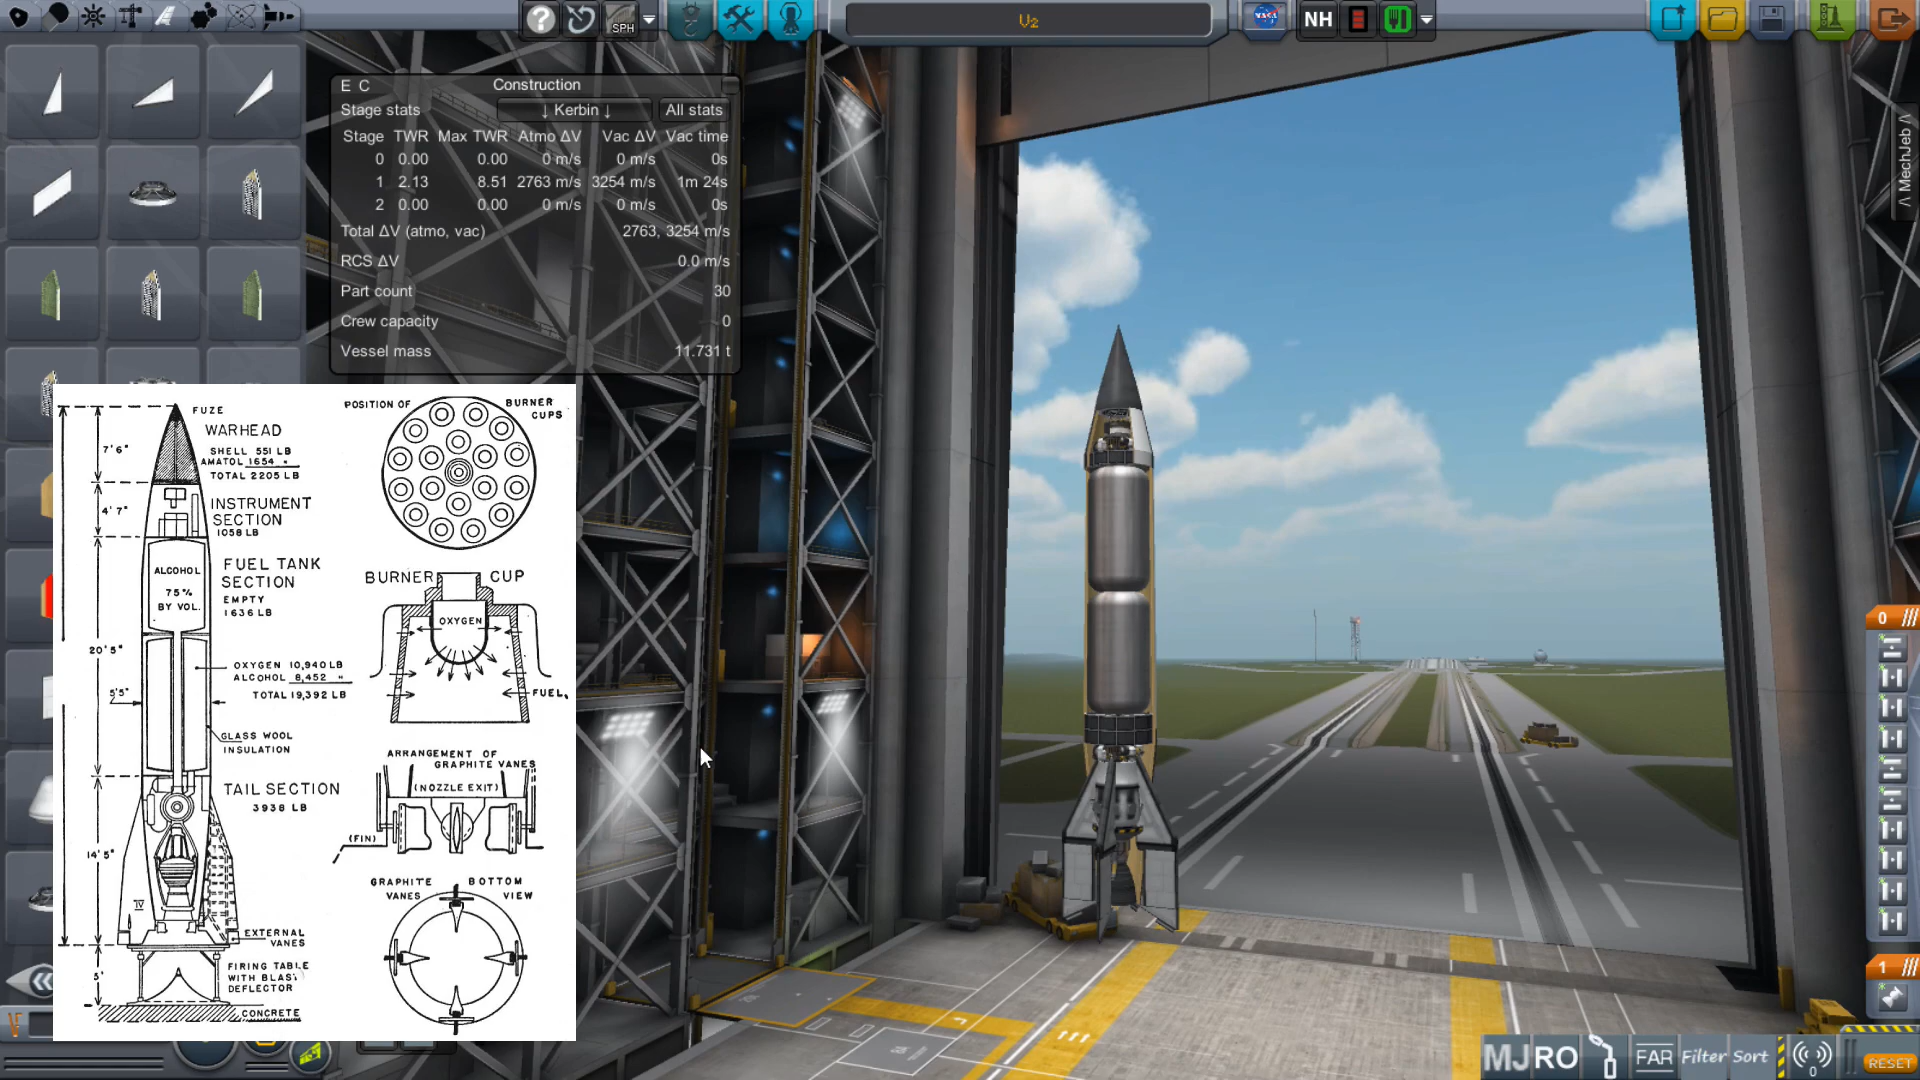 SPH
V2
NASA
NH
E C
Construction
Stage stats
↓ Kerbin ↓
All stats
Stage TWR Max TWR Atmo ΔV Vac ΔV Vac time
0 0.00 0.00 0 m/s 0 m/s 0s
1 2.13 8.51 2763 m/s 3254 m/s 1m 24s
2 0.00 0.00 0 m/s 0 m/s 0s
Total ΔV (atmo, vac) 2763, 3254 m/s
RCS ΔV 0.0 m/s
Part count 30
Crew capacity 0
Vessel mass 11.731 t
/\ MechJeb /\
FUZE
WARHEAD
7'6"
SHELL 551 LB
AMATOL 1654 "
TOTAL 2205 LB
INSTRUMENT
SECTION
1058 LB
4'7"
FUEL TANK
SECTION
EMPTY
1636 LB
ALCOHOL
75%
BY VOL.
20'5"
OXYGEN 10,940 LB
ALCOHOL 8,452 "
TOTAL 19,392 LB
5'5"
GLASS WOOL
INSULATION
TAIL SECTION
3938 LB
14'5"
IV
EXTERNAL
VANES
FIRING TABLE
WITH BLAST
DEFLECTOR
5'
CONCRETE
POSITION OF BURNER
CUPS
BURNER CUP
OXYGEN
FUEL,
ARRANGEMENT OF
GRAPHITE VANES
(NOZZLE EXIT)
(FIN)
GRAPHITE BOTTOM
VANES VIEW
0
1
MJ RO FAR Filter Sort
0
RESET